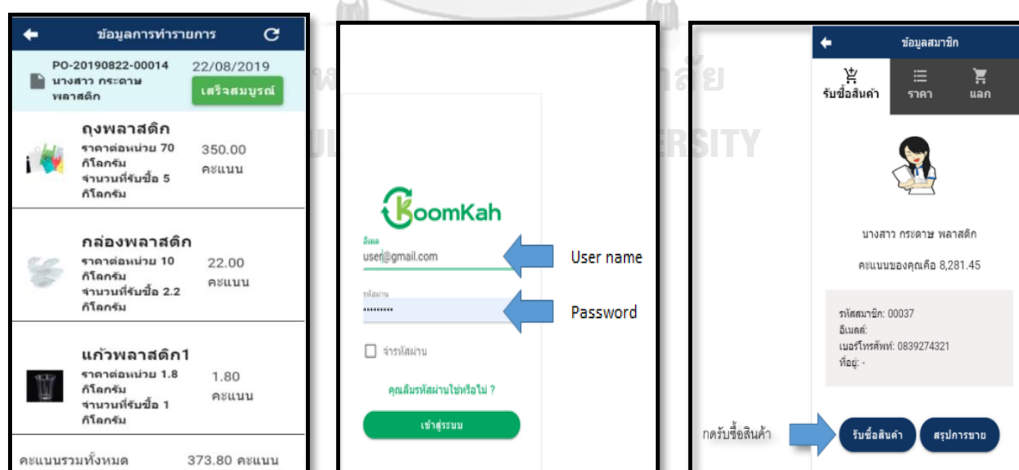 ข้อมูลการทำรายการ
PO-20190822-00014
นางสาว กระดาษ
พลาสติก
22/08/2019
เสร็จสมบูรณ์
ถุงพลาสติก
ราคาต่อหน่วย 70
กิโลกรัม
จำนวนที่รับซื้อ 5
กิโลกรัม
350.00
คะแนน
กล่องพลาสติก
ราคาต่อหน่วย 10
กิโลกรัม
จำนวนที่รับซื้อ 2.2
กิโลกรัม
22.00
คะแนน
แก้วพลาสติก1
ราคาต่อหน่วย 1.8
กิโลกรัม
จำนวนที่รับซื้อ 1
กิโลกรัม
1.80
คะแนน
คะแนนรวมทั้งหมด 373.80 คะแนน
KoomKah
อีเมล
user@gmail.com
User name
รหัสผ่าน
Password
จำรหัสผ่าน
คุณลืมรหัสผ่านใช่หรือไม่ ?
เข้าสู่ระบบ
ข้อมูลสมาชิก
รับซื้อสินค้า ราคา แลก
นางสาว กระดาษ พลาสติก
คะแนนของคุณคือ 8,281.45
รหัสสมาชิก: 00037
อีเมลล์:
เบอร์โทรศัพท์: 0839274321
ที่อยู่: -
กดรับซื้อสินค้า
รับซื้อสินค้า สรุปการขาย